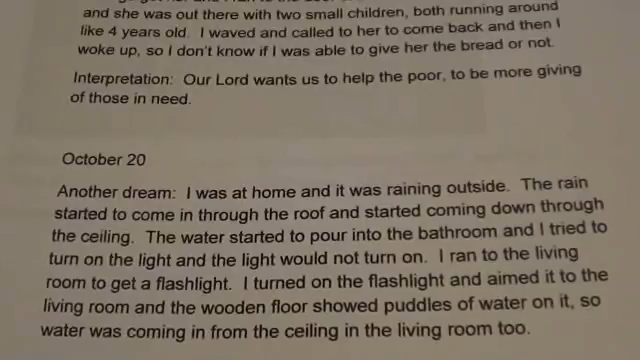 and she was out there with two small children, both running around
like 4 years old. I waved and called to her to come back and then I
woke up, so I don't know if I was able to give her the bread or not.
Interpretation: Our Lord wants us to help the poor, to be more giving
of those in need.
October 20
Another dream: I was at home and it was raining outside. The rain
started to come in through the roof and started coming down through
the ceiling. The water started to pour into the bathroom and I tried to
turn on the light and the light would not turn on. I ran to the living
room to get a flashlight. I turned on the flashlight and aimed it to the
living room and the wooden floor showed puddles of water on it, so
water was coming in from the ceiling in the living room too.